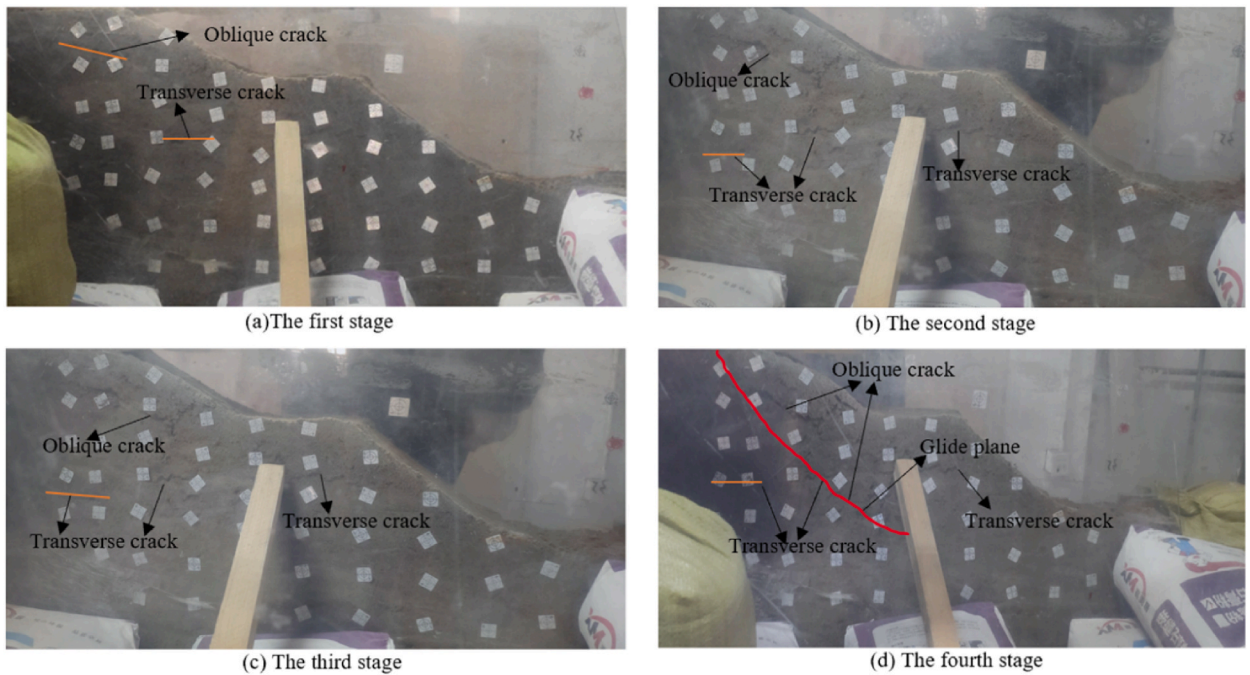 Oblique crack
Transverse crack
(a)The first stage
Oblique crack
Transverse crack
Transverse crack
(b) The second stage
Oblique crack
Transverse crack
Transverse crack
(c) The third stage
Oblique crack
Glide plane
Transverse crack
Transverse crack
(d) The fourth stage